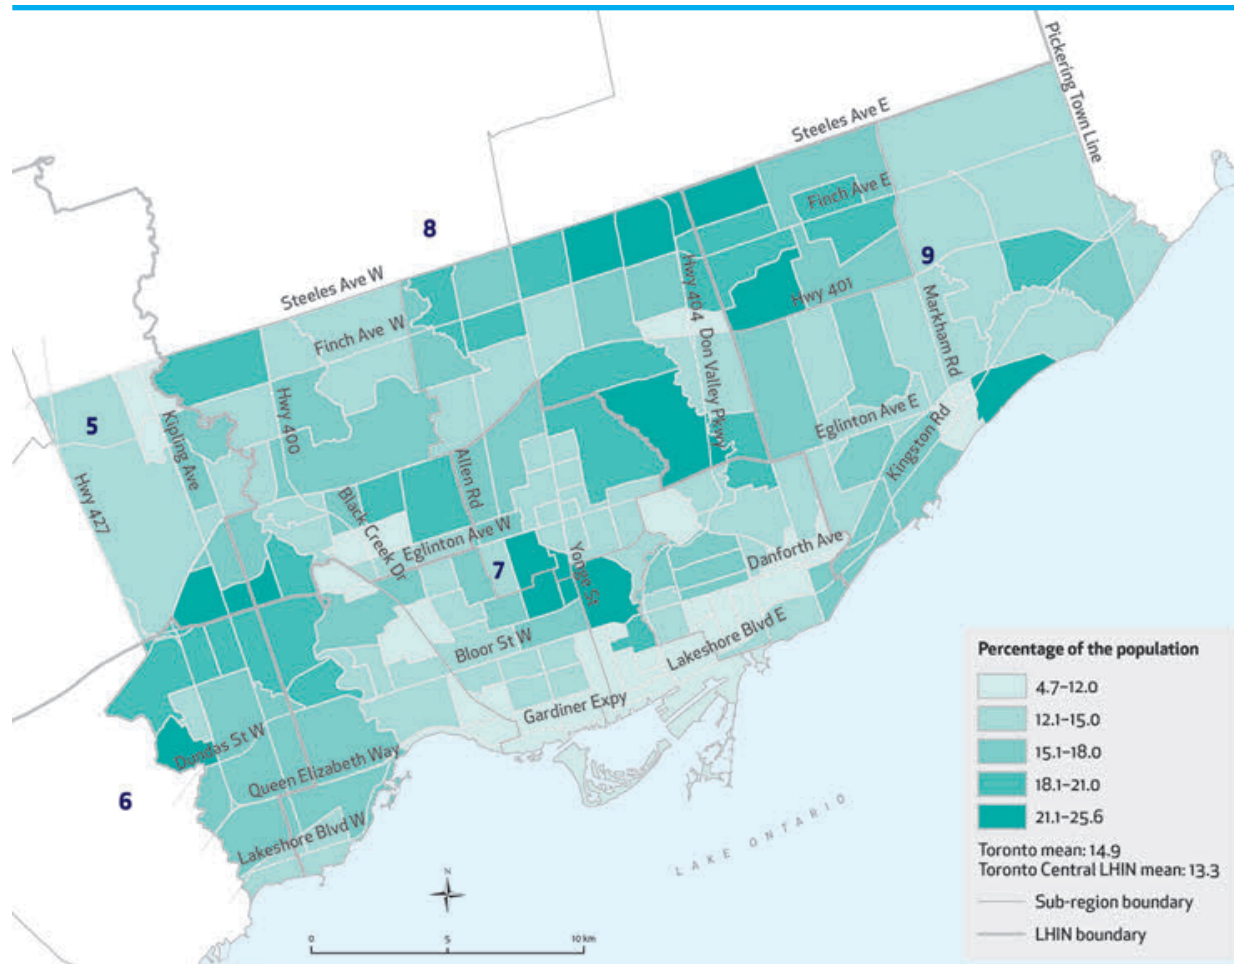 Pickering Town Line
Steeles Ave E
Finch Ave E
8
9
Steeles Ave W
Hwy 404
Hwy 401
Finch Ave W
Markham Rd
Don Valley Pkwy
5
Kipling Ave
Hwy 400
Eglinton Ave E
Kingston Rd
Allen Rd
Hwy 427
Black Creek Dr
Eglinton Ave W
Yonge St
Danforth Ave
7
Bloor St W
Lakeshore Blvd E
Gardiner Expy
Dundas St W
Queen Elizabeth Way
6
Lakeshore Blvd W
LAKE ONTARIO
N
0 5 10 km
Percentage of the population
4.7–12.0
12.1–15.0
15.1–18.0
18.1–21.0
21.1–25.6
Toronto mean: 14.9
Toronto Central LHIN mean: 13.3
Sub-region boundary
LHIN boundary